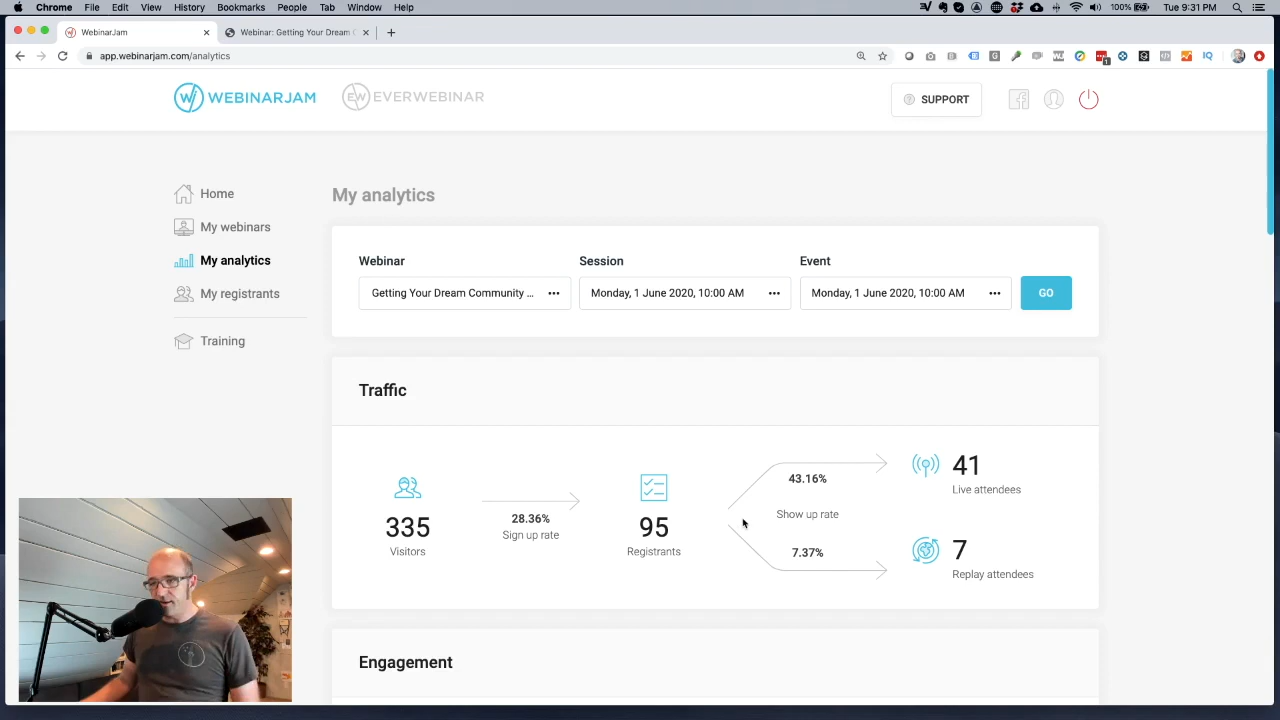 Chrome File Edit View History Bookmarks People Tab Window Help
100% Tue 9:31 PM
WebinarJam
Webinar: Getting Your Dream C
app.webinarjam.com/analytics
WEBINARJAM
EVERWEBINAR
SUPPORT
Home
My webinars
My analytics
My registrants
Training
My analytics
Webinar Session Event
Getting Your Dream Community ... Monday, 1 June 2020, 10:00 AM Monday, 1 June 2020, 10:00 AM GO
Traffic
335
Visitors
28.36%
Sign up rate
95
Registrants
43.16%
Show up rate
7.37%
41
Live attendees
7
Replay attendees
Engagement